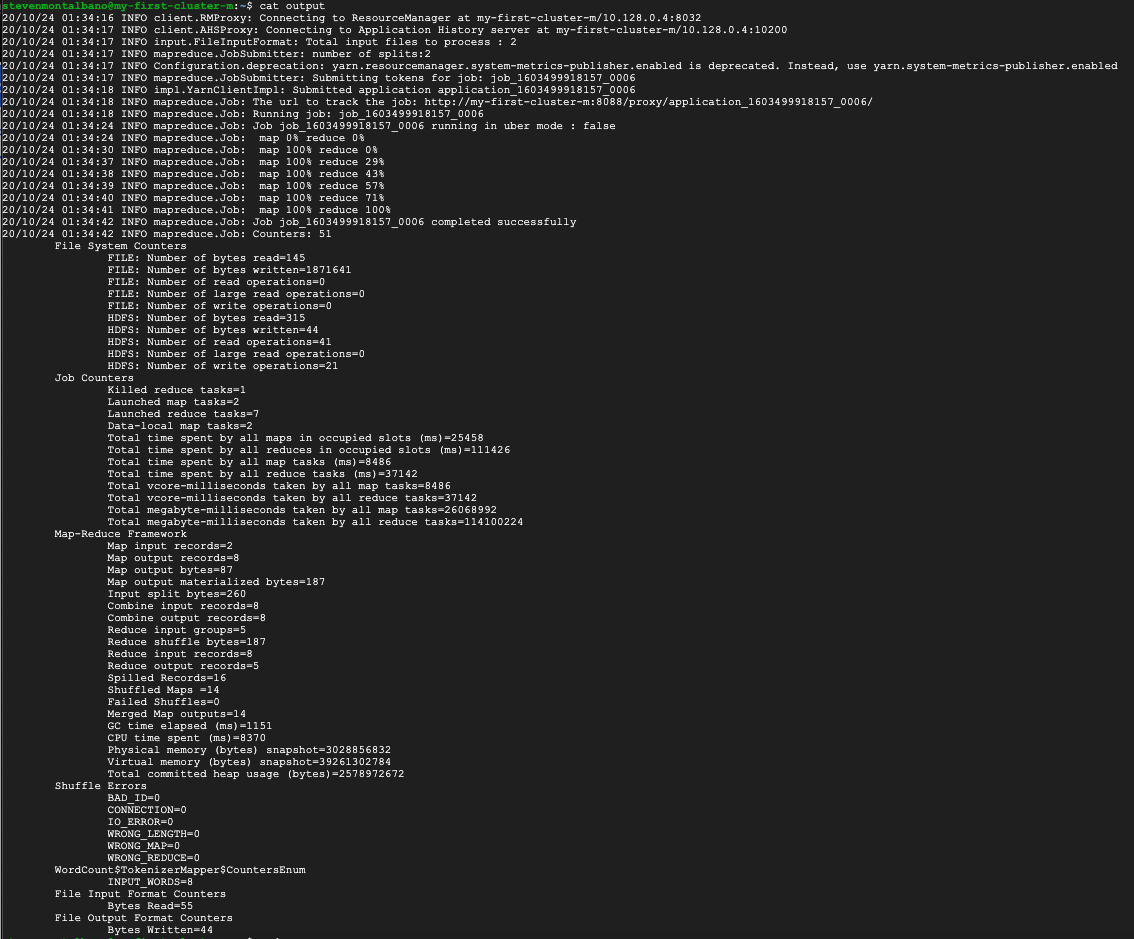 stevenmontalbano@my-first-cluster-m:~$ cat output
20/10/24 01:34:16 INFO client.RMProxy: Connecting to ResourceManager at my-first-cluster-m/10.128.0.4:8032
20/10/24 01:34:17 INFO client.AHSProxy: Connecting to Application History server at my-first-cluster-m/10.128.0.4:10200
20/10/24 01:34:17 INFO input.FileInputFormat: Total input files to process : 2
20/10/24 01:34:17 INFO mapreduce.JobSubmitter: number of splits:2
20/10/24 01:34:17 INFO Configuration.deprecation: yarn.resourcemanager.system-metrics-publisher.enabled is deprecated. Instead, use yarn.system-metrics-publisher.enabled
20/10/24 01:34:17 INFO mapreduce.JobSubmitter: Submitting tokens for job: job_1603499918157_0006
20/10/24 01:34:18 INFO impl.YarnClientImpl: Submitted application application_1603499918157_0006
20/10/24 01:34:18 INFO mapreduce.Job: The url to track the job: http://my-first-cluster-m:8088/proxy/application_1603499918157_0006/
20/10/24 01:34:18 INFO mapreduce.Job: Running job: job_1603499918157_0006
20/10/24 01:34:24 INFO mapreduce.Job: Job job_1603499918157_0006 running in uber mode : false
20/10/24 01:34:24 INFO mapreduce.Job:  map 0% reduce 0%
20/10/24 01:34:30 INFO mapreduce.Job:  map 100% reduce 0%
20/10/24 01:34:37 INFO mapreduce.Job:  map 100% reduce 29%
20/10/24 01:34:38 INFO mapreduce.Job:  map 100% reduce 43%
20/10/24 01:34:39 INFO mapreduce.Job:  map 100% reduce 57%
20/10/24 01:34:40 INFO mapreduce.Job:  map 100% reduce 71%
20/10/24 01:34:41 INFO mapreduce.Job:  map 100% reduce 100%
20/10/24 01:34:42 INFO mapreduce.Job: Job job_1603499918157_0006 completed successfully
20/10/24 01:34:42 INFO mapreduce.Job: Counters: 51
File System Counters
FILE: Number of bytes read=145
FILE: Number of bytes written=1871641
FILE: Number of read operations=0
FILE: Number of large read operations=0
FILE: Number of write operations=0
HDFS: Number of bytes read=315
HDFS: Number of bytes written=44
HDFS: Number of read operations=41
HDFS: Number of large read operations=0
HDFS: Number of write operations=21
Job Counters
Killed reduce tasks=1
Launched map tasks=2
Launched reduce tasks=7
Data-local map tasks=2
Total time spent by all maps in occupied slots (ms)=25458
Total time spent by all reduces in occupied slots (ms)=111426
Total time spent by all map tasks (ms)=8486
Total time spent by all reduce tasks (ms)=37142
Total vcore-milliseconds taken by all map tasks=8486
Total vcore-milliseconds taken by all reduce tasks=37142
Total megabyte-milliseconds taken by all map tasks=26068992
Total megabyte-milliseconds taken by all reduce tasks=114100224
Map-Reduce Framework
Map input records=2
Map output records=8
Map output bytes=87
Map output materialized bytes=187
Input split bytes=260
Combine input records=8
Combine output records=8
Reduce input groups=5
Reduce shuffle bytes=187
Reduce input records=8
Reduce output records=5
Spilled Records=16
Shuffled Maps =14
Failed Shuffles=0
Merged Map outputs=14
GC time elapsed (ms)=1151
CPU time spent (ms)=8370
Physical memory (bytes) snapshot=3028856832
Virtual memory (bytes) snapshot=39261302784
Total committed heap usage (bytes)=2578972672
Shuffle Errors
BAD_ID=0
CONNECTION=0
IO_ERROR=0
WRONG_LENGTH=0
WRONG_MAP=0
WRONG_REDUCE=0
WordCount$TokenizerMapper$CountersEnum
INPUT_WORDS=8
File Input Format Counters
Bytes Read=55
File Output Format Counters
Bytes Written=44